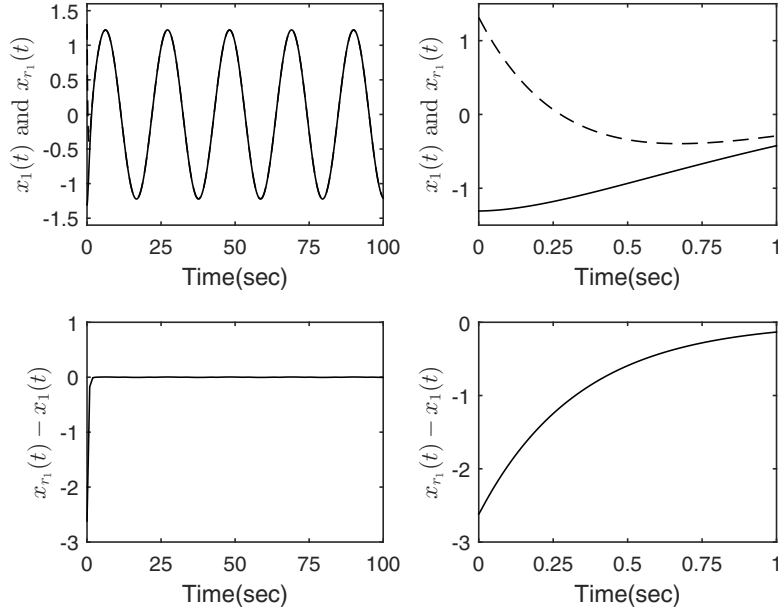 x_{r_1}(t) and x_1(t)
1.5
1
0.5
0
-0.5
-1
-1.5
0 25 50 75 100
Time(sec)
x_1(t) and x_{r_1}(t)
1
0
-1
0 0.25 0.5 0.75 1
Time(sec)
x_{r_1}(t) − x_1(t)
1
0
-1
-2
-3
0 25 50 75 100
Time(sec)
x_{r_1}(t) − x_1(t)
0
-1
-2
-3
0 0.25 0.5 0.75 1
Time(sec)